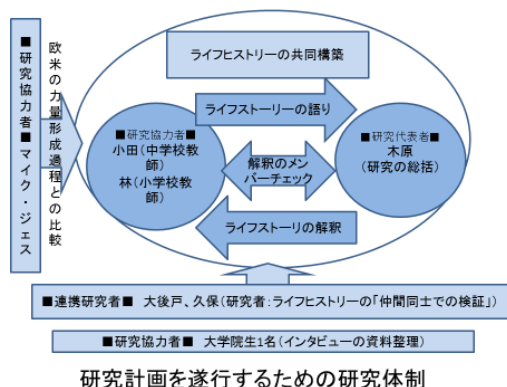 ■研究協力者■ マイク・ジェス
欧米の力量形成過程との比較
ライフヒストリーの共同構築
ライフストーリーの語り
■研究協力者■
小田(中学校教
師)
林(小学校教
師)
解釈のメン
バーチェック
■研究代表者■
木原
(研究の総括)
ライフストーリの解釈
■連携研究者■ 大後戸、久保(研究者:ライフヒストリーの「仲間同士での検証」)
■研究協力者■ 大学院生1名(インタビューの資料整理)
研究計画を遂行するための研究体制